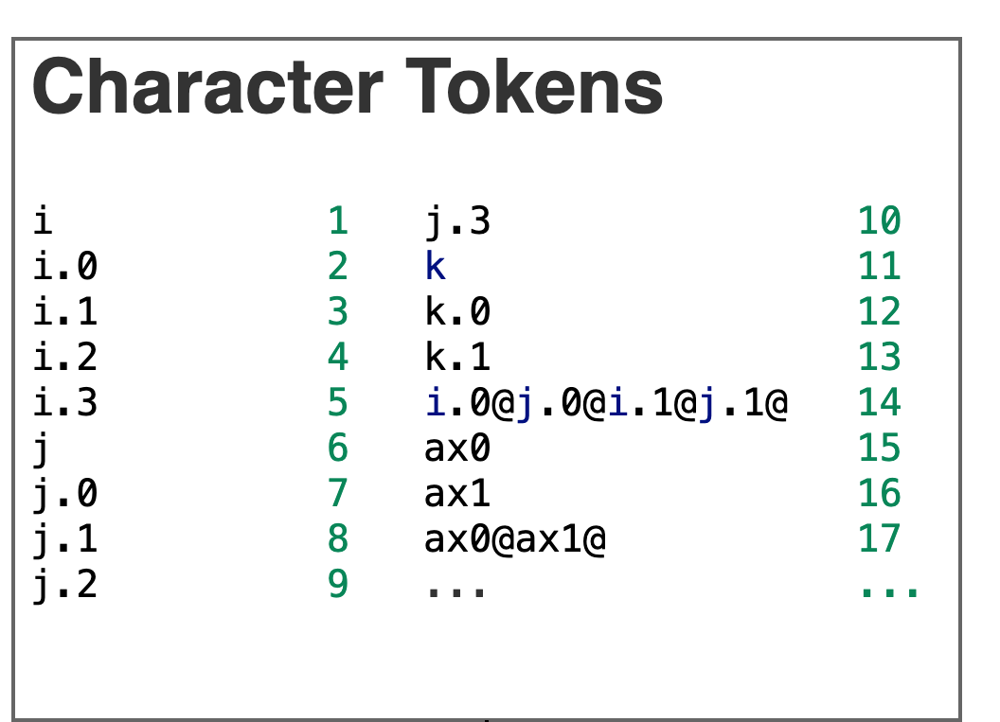 Character Tokens
i 1 j.3 10
i.0 2 k 11
i.1 3 k.0 12
i.2 4 k.1 13
i.3 5 i.0@j.0@i.1@j.1@ 14
j 6 ax0 15
j.0 7 ax1 16
j.1 8 ax0@ax1@ 17
j.2 9 ... ...